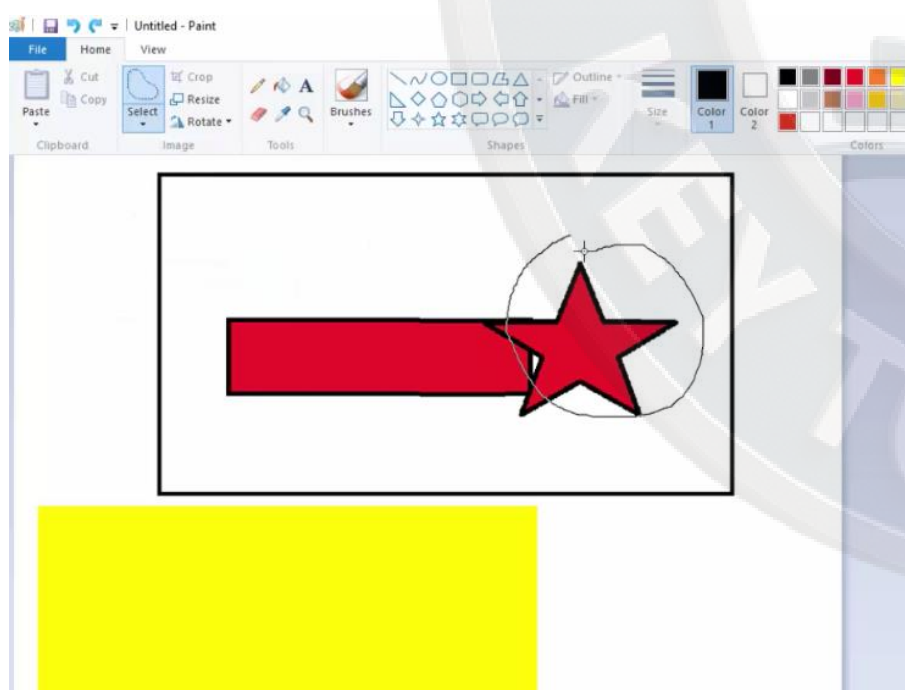 Untitled - Paint
File Home View
Paste
Cut
Copy
Clipboard
Select
Crop
Resize
Rotate
Image
A
Tools
Brushes
Outline
Fill
Shapes
Size
Color 1
Color 2
Colors